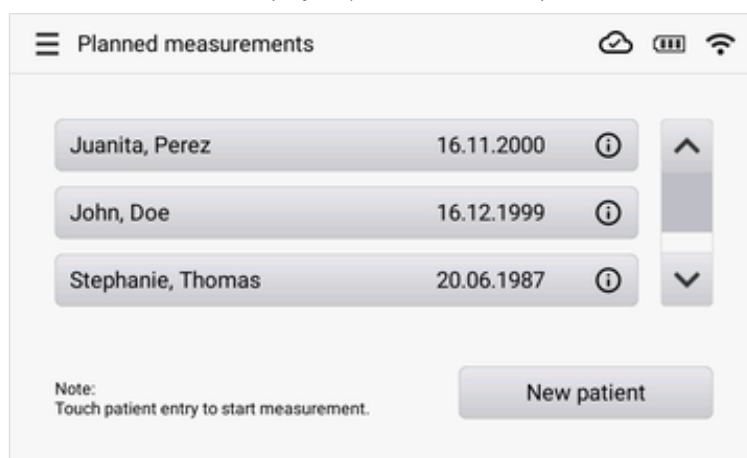 Planned measurements
Juanita, Perez 16.11.2000
John, Doe 16.12.1999
Stephanie, Thomas 20.06.1987
Note:
Touch patient entry to start measurement.
New patient